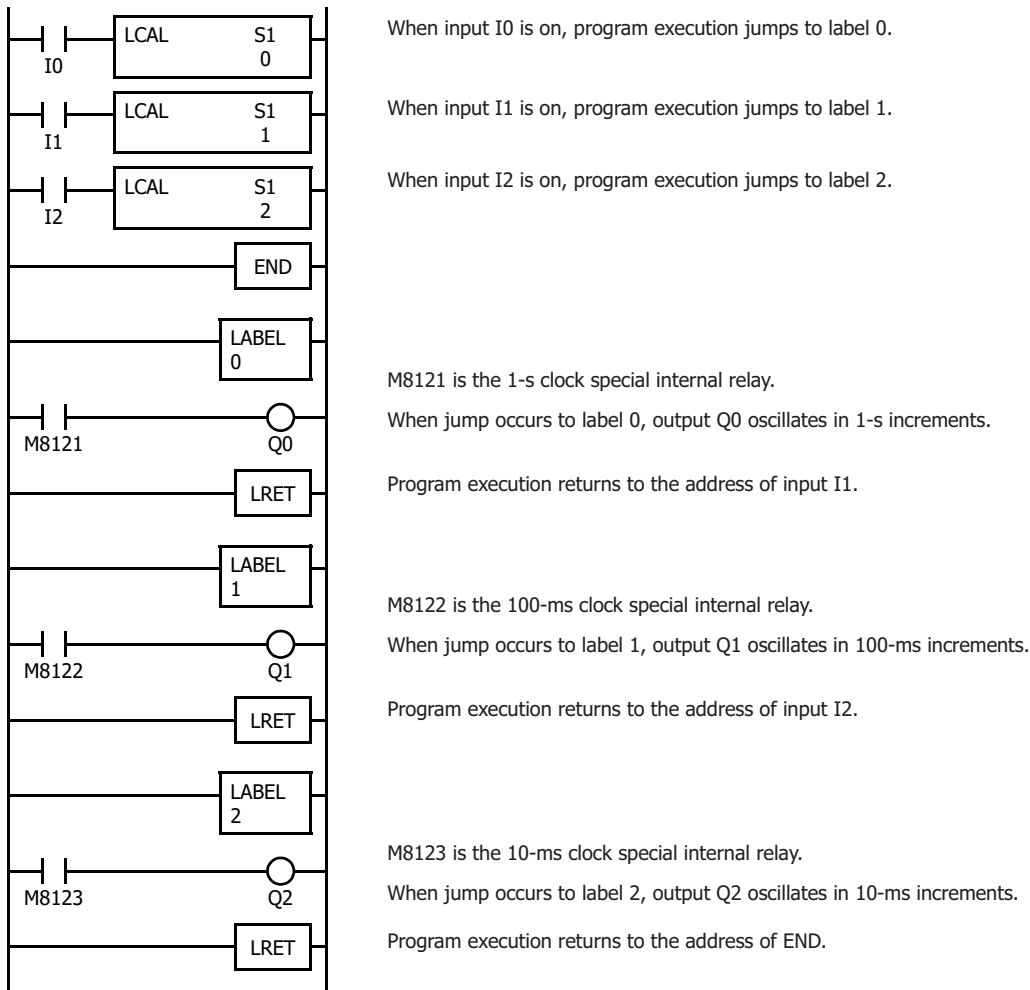 LCAL S1 When input I0 is on, program execution jumps to label 0.
0
I0
LCAL S1 When input I1 is on, program execution jumps to label 1.
1
I1
LCAL S1 When input I2 is on, program execution jumps to label 2.
2
I2
END
LABEL
0
M8121 is the 1-s clock special internal relay.
When jump occurs to label 0, output Q0 oscillates in 1-s increments.
M8121 Q0
LRET Program execution returns to the address of input I1.
LABEL
1
M8122 is the 100-ms clock special internal relay.
When jump occurs to label 1, output Q1 oscillates in 100-ms increments.
M8122 Q1
LRET Program execution returns to the address of input I2.
LABEL
2
M8123 is the 10-ms clock special internal relay.
When jump occurs to label 2, output Q2 oscillates in 10-ms increments.
M8123 Q2
LRET Program execution returns to the address of END.